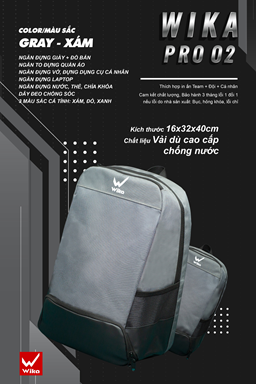 COLOR/MÀU SẮC
GRAY - XÁM
NGĂN ĐỰNG GIÀY + ĐỒ BẨN
NGĂN TO ĐỰNG QUẦN ÁO
NGĂN ĐỰNG VỢ, ĐỰNG DỤNG CỤ CÁ NHÂN
NGĂN ĐỰNG LAPTOP
NGĂN ĐỰNG NƯỚC, THẺ, CHÌA KHÓA
DÂY ĐEO CHỐNG SỐC
3 MÀU SẮC CÁ TÍNH: XÁM, ĐỎ, XANH
WIKA
PRO 02
Thích hợp in ấn Team + Đội + Cá nhân
Cam kết chất lượng, Bảo hành 3 tháng lỗi 1 đổi 1
nếu lỗi do nhà sản xuất: Bục, hỏng khóa, lỗi chỉ
Kích thước 16x32x40cm
Chất liệu Vải dù cao cấp
chống nước
Wika
Wika